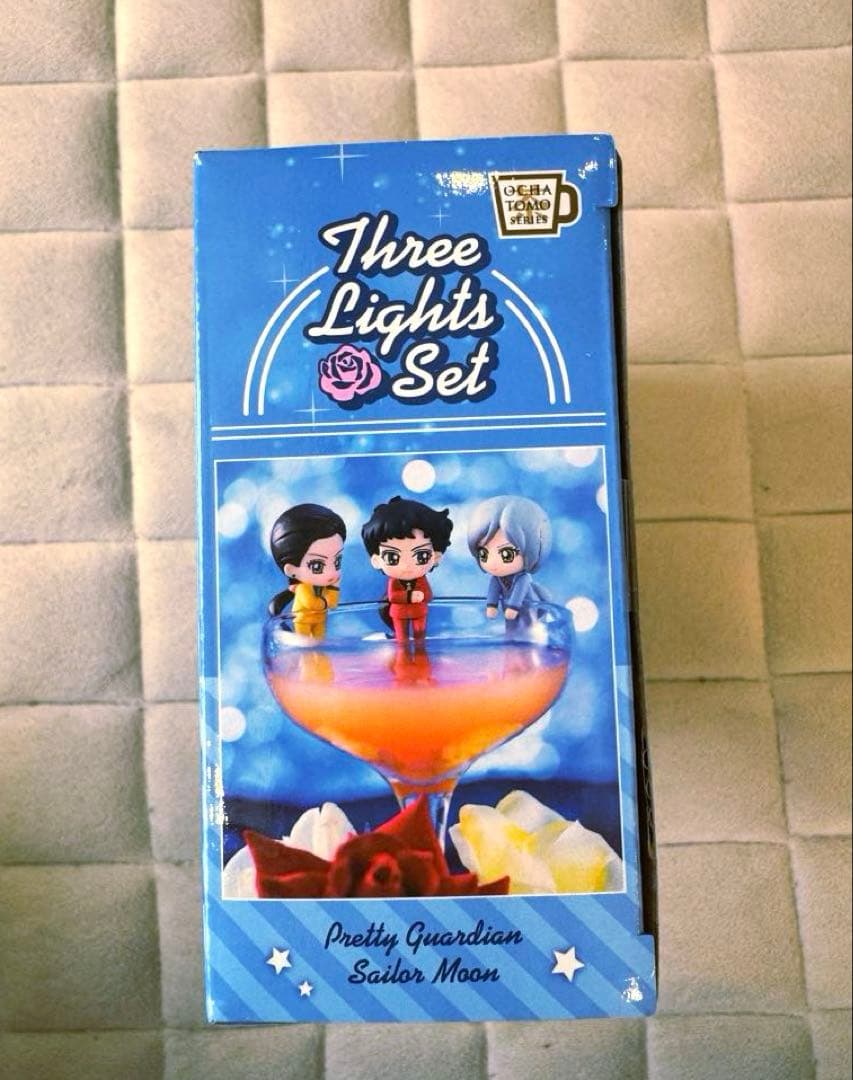 OCHA
TOMO
SERIES
Three
Lights
Set
Pretty Guardian
Sailor Moon